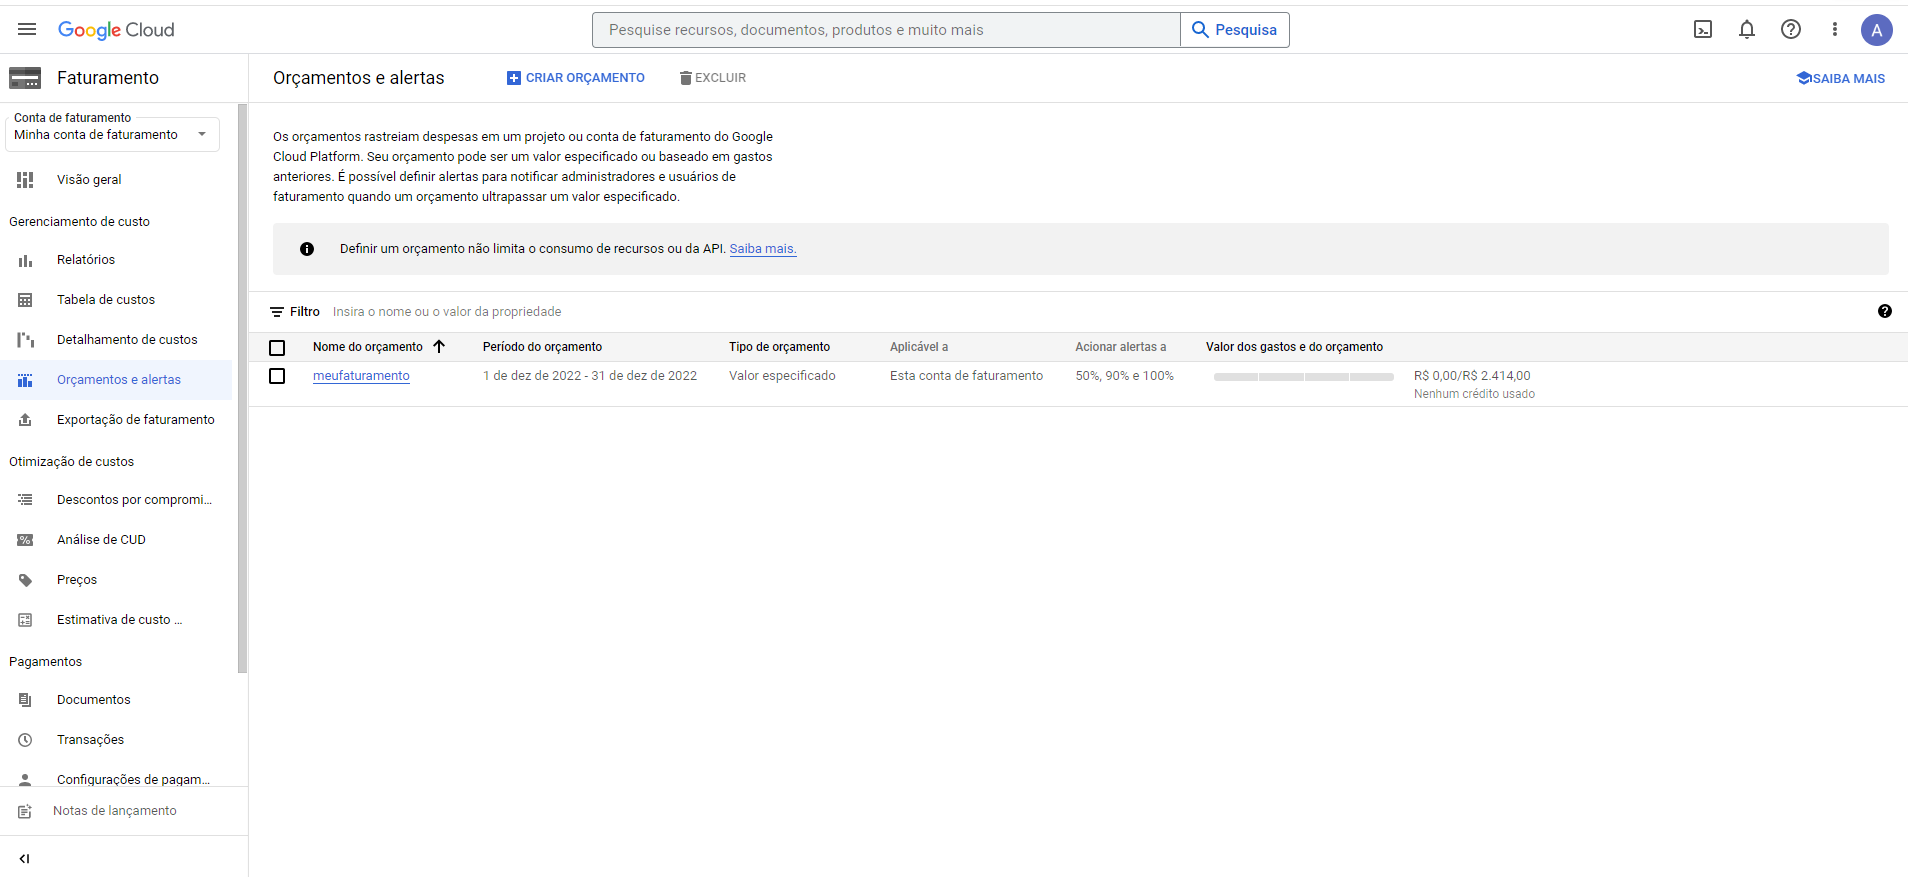 Google Cloud
Pesquise recursos, documentos, produtos e muito mais
Pesquisa
A
Faturamento
Orçamentos e alertas
CRIAR ORÇAMENTO
EXCLUIR
SAIBA MAIS
Conta de faturamento
Minha conta de faturamento
Visão geral
Gerenciamento de custo
Relatórios
Tabela de custos
Detalhamento de custos
Orçamentos e alertas
Exportação de faturamento
Otimização de custos
Descontos por compromi...
Análise de CUD
Preços
Estimativa de custo ...
Pagamentos
Documentos
Transações
Configurações de pagam...
Notas de lançamento
Os orçamentos rastreiam despesas em um projeto ou conta de faturamento do Google
Cloud Platform. Seu orçamento pode ser um valor especificado ou baseado em gastos
anteriores. É possível definir alertas para notificar administradores e usuários de
faturamento quando um orçamento ultrapassar um valor especificado.
Definir um orçamento não limita o consumo de recursos ou da API. Saiba mais.
Filtro Insira o nome ou o valor da propriedade
Nome do orçamento Período do orçamento Tipo de orçamento Aplicável a Acionar alertas a Valor dos gastos e do orçamento
meufaturamento 1 de dez de 2022 - 31 de dez de 2022 Valor especificado Esta conta de faturamento 50%, 90% e 100% R$ 0,00/R$ 2.414,00
Nenhum crédito usado